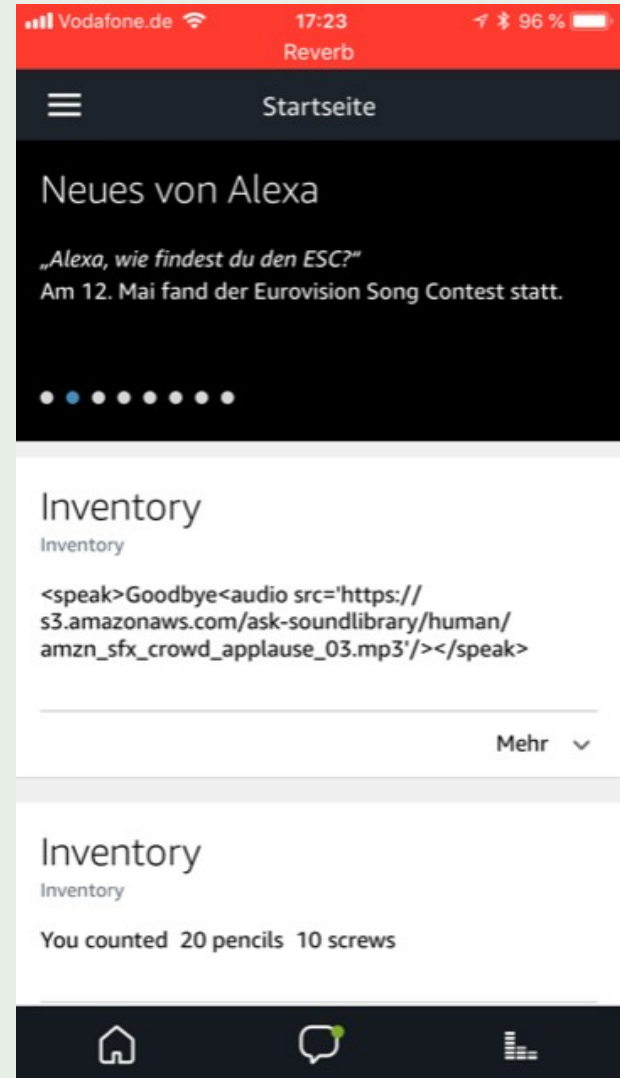 Vodafone.de 17:23 96 %
Reverb
Startseite
Neues von Alexa
„Alexa, wie findest du den ESC?“
Am 12. Mai fand der Eurovision Song Contest statt.
Inventory
Inventory
<speak>Goodbye<audio src='https://
s3.amazonaws.com/ask-soundlibrary/human/
amzn_sfx_crowd_applause_03.mp3'/></speak>
Mehr
Inventory
Inventory
You counted  20 pencils  10 screws